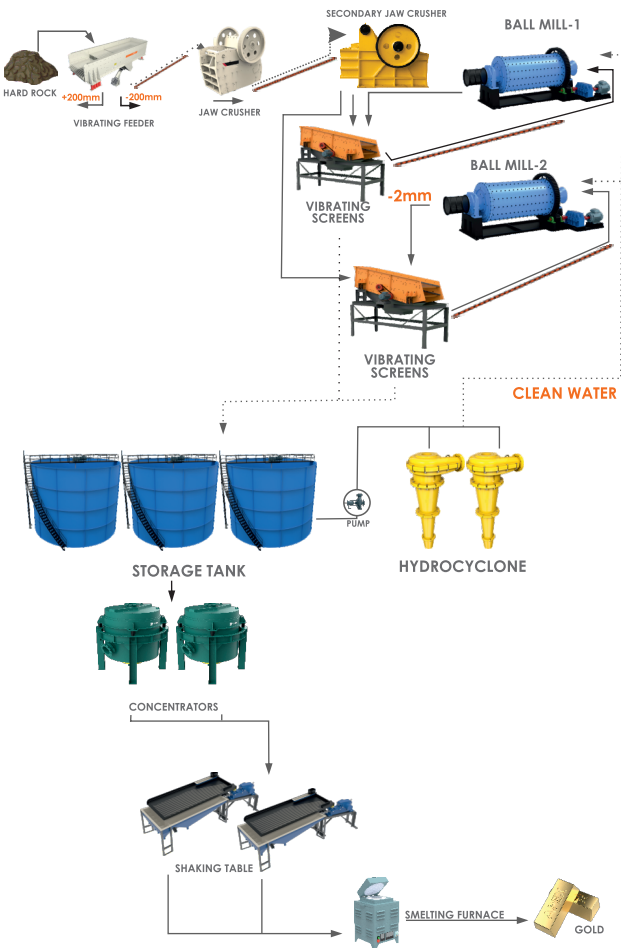 SECONDARY JAW CRUSHER
BALL MILL-1
HARD ROCK
+200mm
-200mm
VIBRATING FEEDER
JAW CRUSHER
BALL MILL-2
-2mm
VIBRATING
SCREENS
VIBRATING
SCREENS
CLEAN WATER
PUMP
HYDROCYCLONE
STORAGE TANK
CONCENTRATORS
SHAKING TABLE
SMELTING FURNACE
GOLD